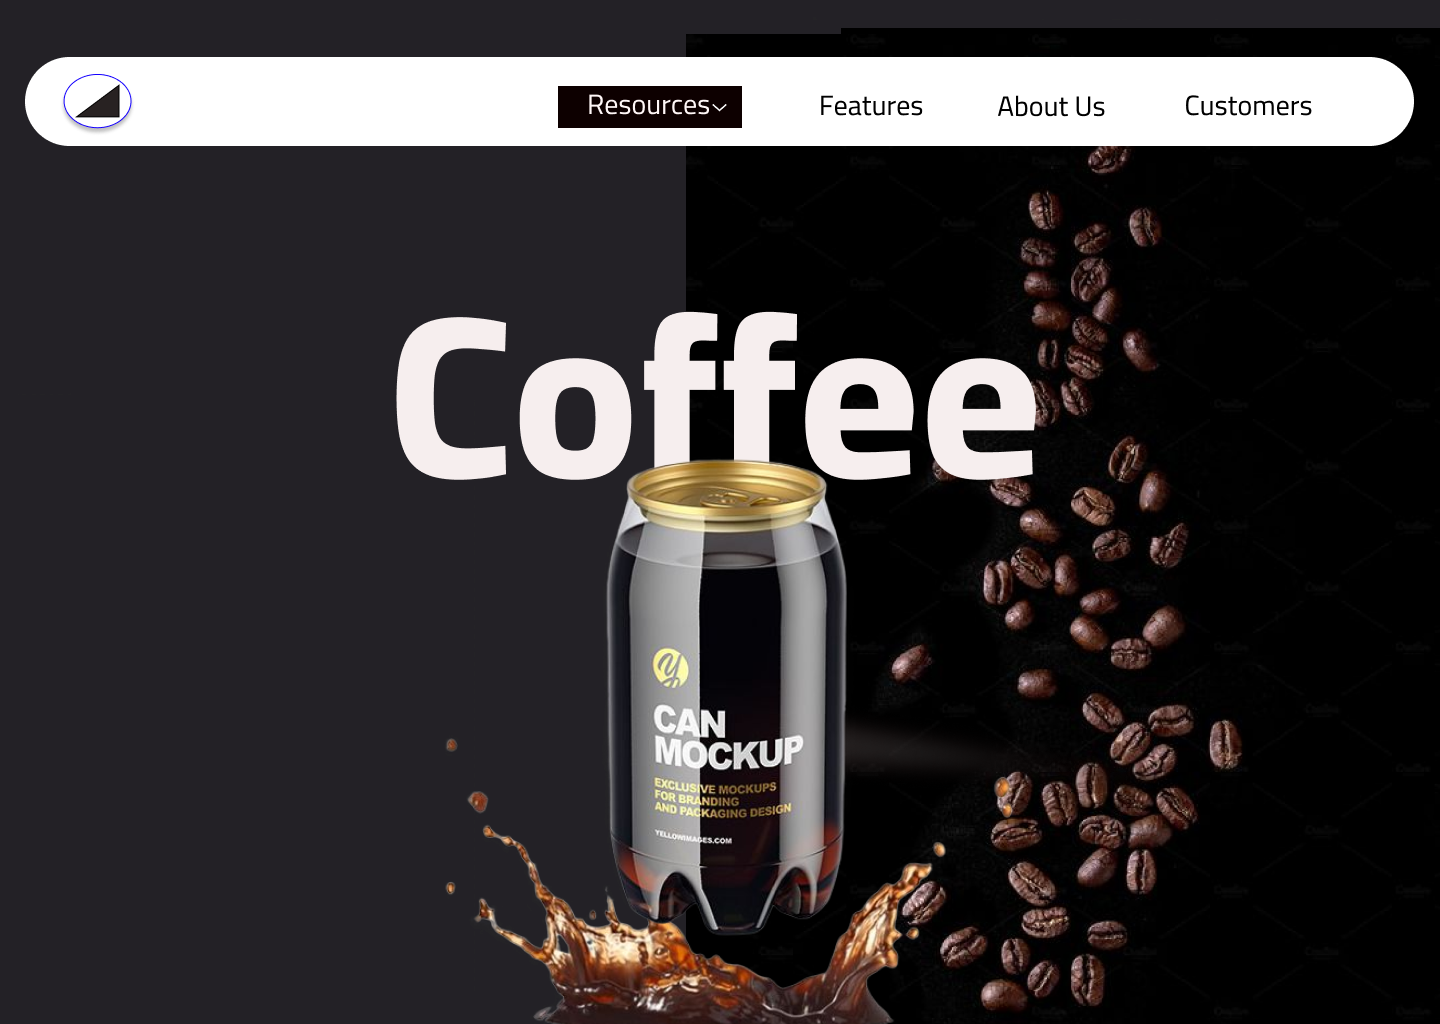 Resources
Features
About Us
Customers
Coffee
y
CAN
MOCKUP
EXCLUSIVE MOCKUPS
FOR BRANDING
AND PACKAGING DESIGN
YELLOWIMAGES.COM